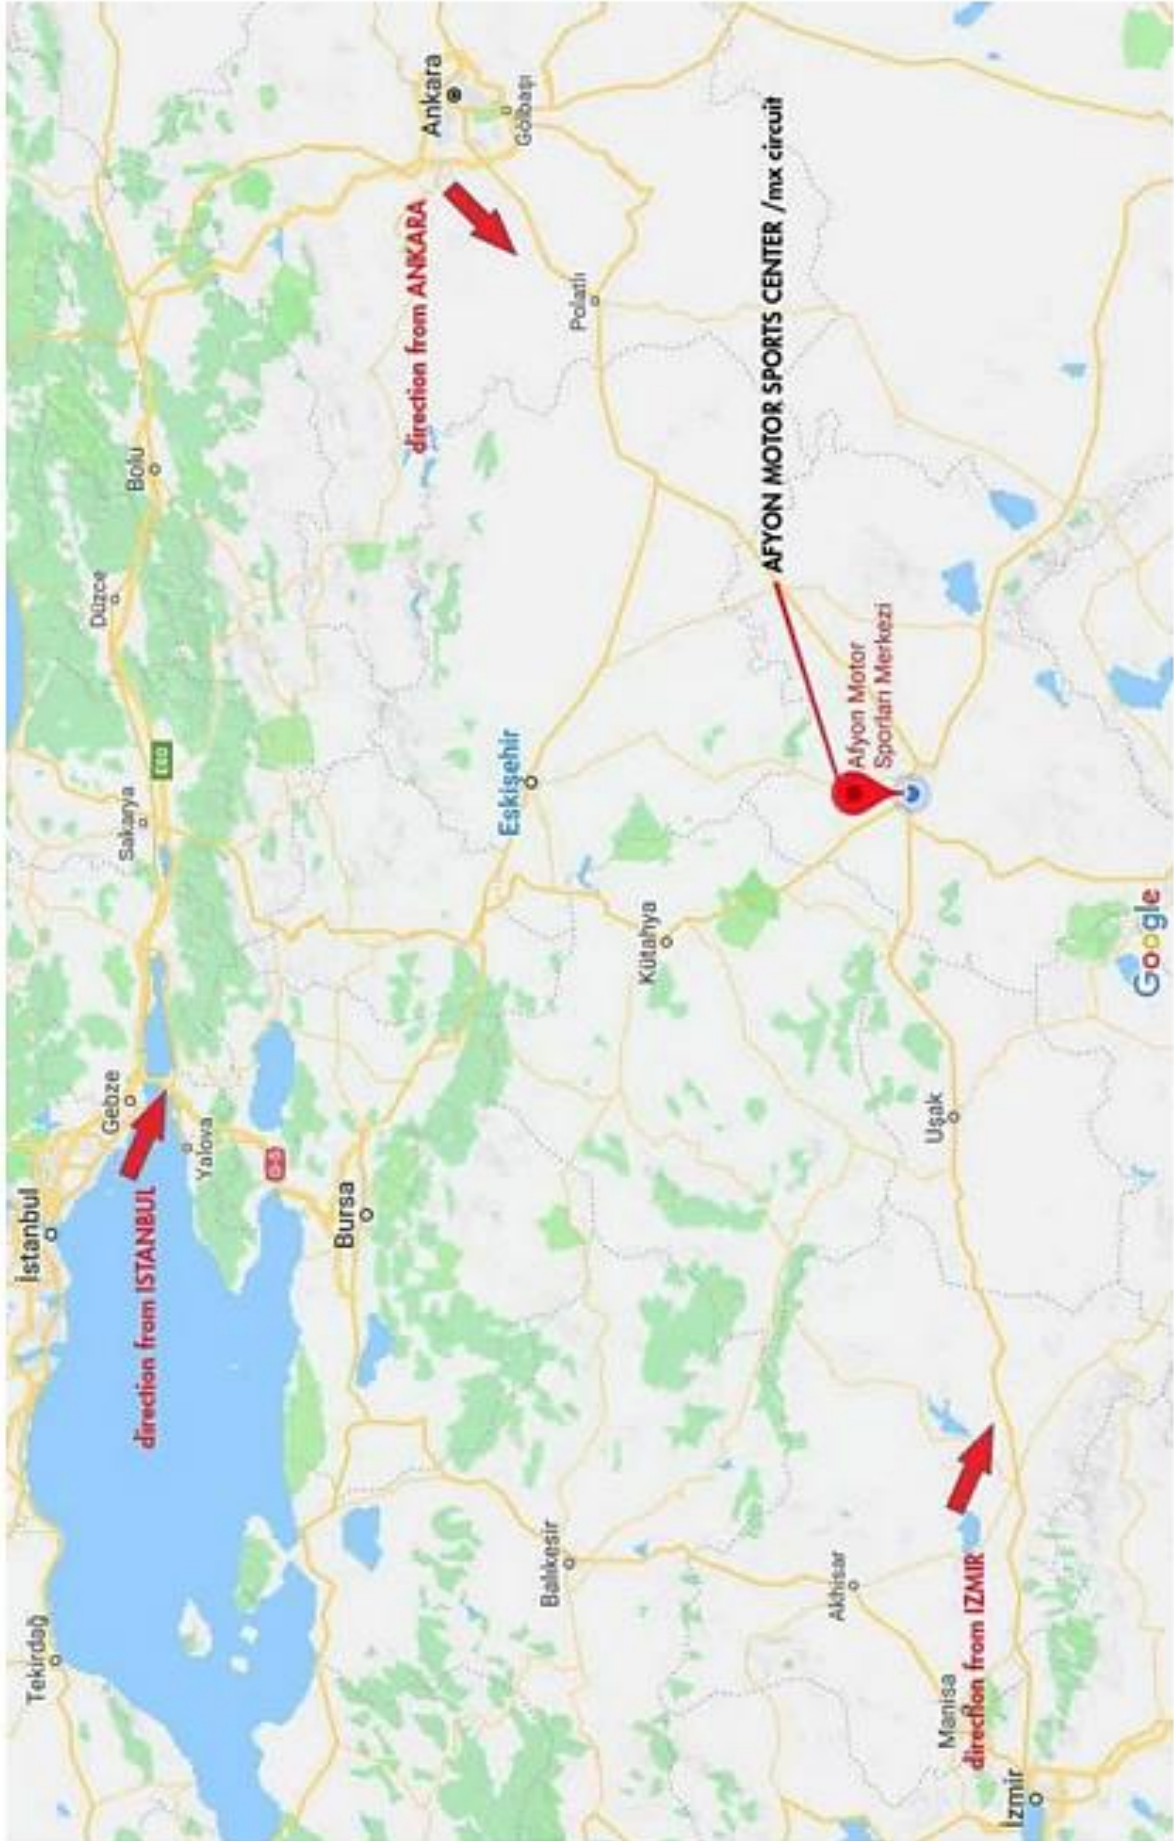 İstanbul
Tekirdağ
Gebze
Yalova
direction from ISTANBUL
Sakarya
E80
Düzce
Bolu
O-5
Bursa
Ankara
Gölbaşı
direction from ANKARA
Polatlı
Eskişehir
Kütahya
Balıkesir
AFYON MOTOR SPORTS CENTER /mx circuit
Afyon Motor
Sporları Merkezi
Akhisar
Uşak
Manisa
direction from IZMIR
İzmir
Google